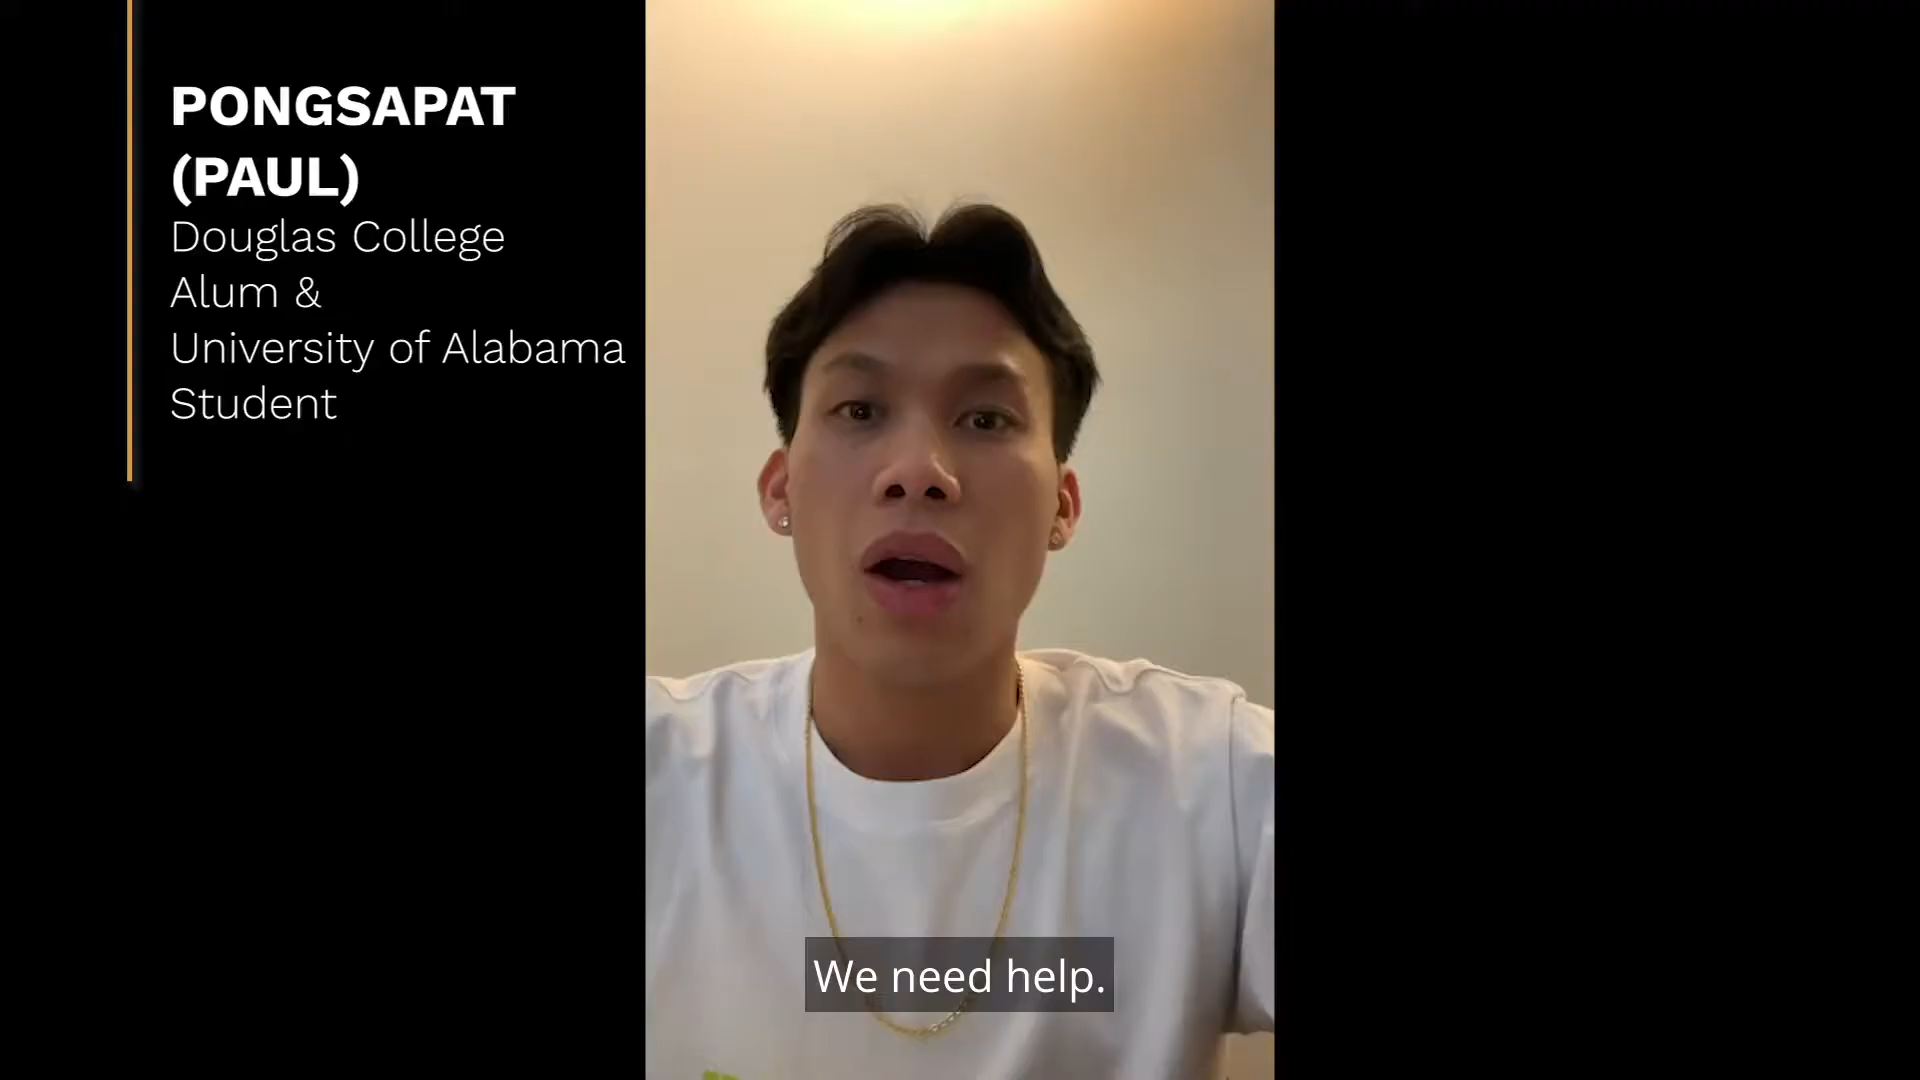 PONGSAPAT
(PAUL)
Douglas College
Alum &
University of Alabama
Student
We need help.